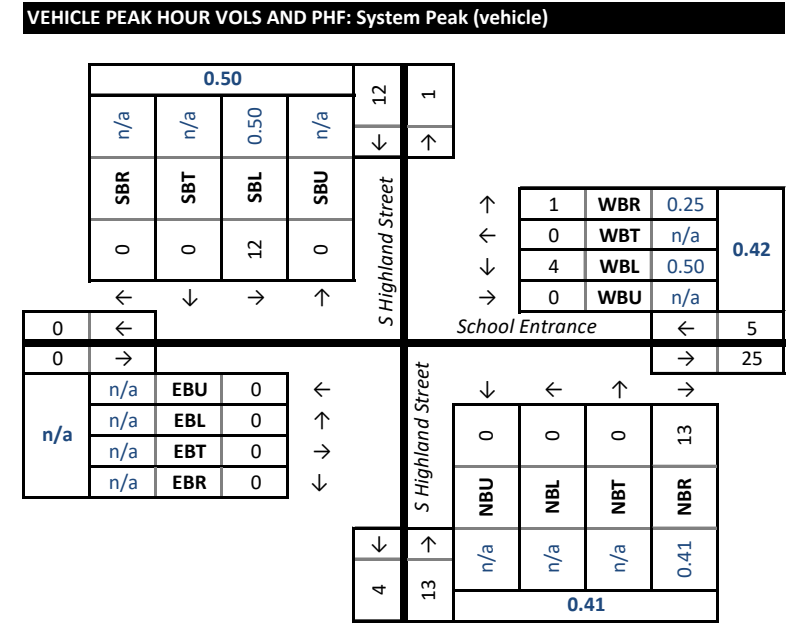 VEHICLE PEAK HOUR VOLS AND PHF: System Peak (vehicle)
0.50
12 1
n/a n/a 0.50 n/a
↓ ↑
SBR SBT SBL SBU
0 0 12 0
← ↓ → ↑
S Highland Street
↑ 1 WBR 0.25
← 0 WBT n/a
↓ 4 WBL 0.50
→ 0 WBU n/a
0.42
0 ←
School Entrance ← 5
0 →
→ 25
n/a
n/a EBU 0 ←
n/a EBL 0 ↑
n/a EBT 0 →
n/a EBR 0 ↓
S Highland Street
↓ ← ↑ →
0 0 0 13
NBU NBL NBT NBR
n/a n/a n/a 0.41
↓ ↑
4 13
0.41